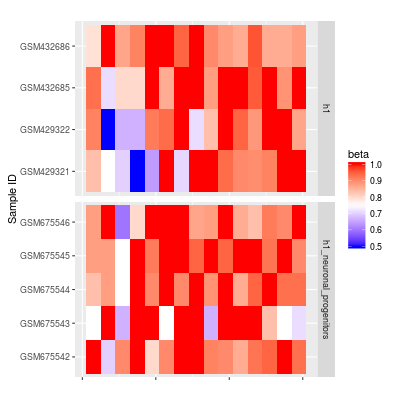 GSM432686
GSM432685
GSM429322
GSM429321
h1
GSM675546
GSM675545
GSM675544
GSM675543
GSM675542
h1_neuronal_progenitors
Sample ID
beta
1.0
0.9
0.8
0.7
0.6
0.5